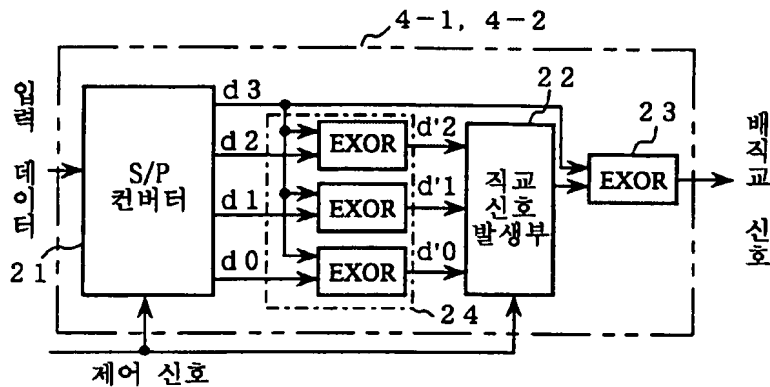 4-1, 4-2
입력 데이터
21
S/P
컨버터
d3
d2
d1
d0
EXOR
EXOR
EXOR
24
d'2
d'1
d'0
22
직교
신호
발생부
23
EXOR
배직교 신호
제어 신호